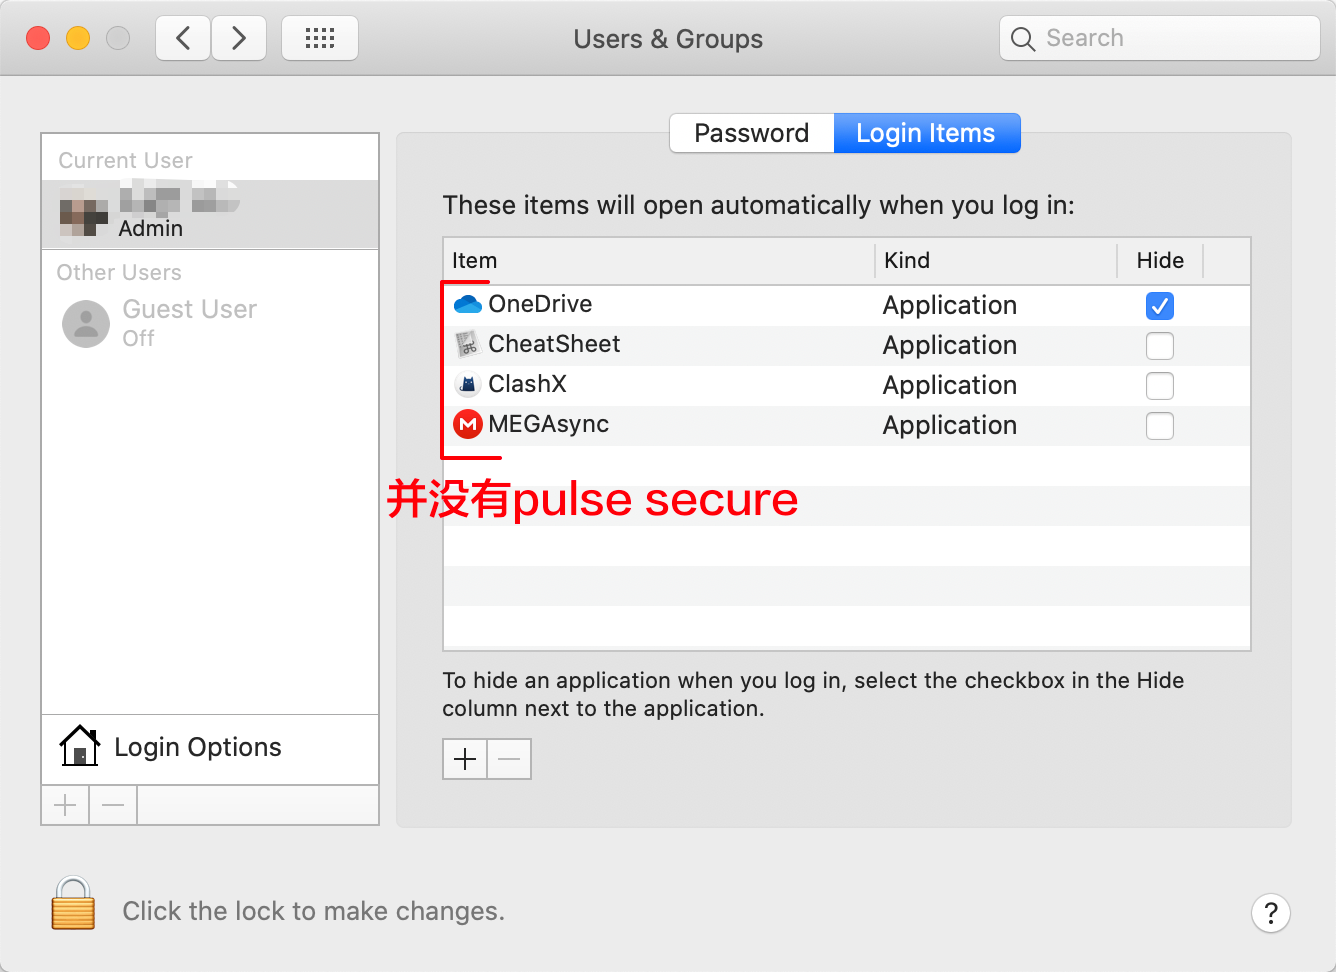 Users & Groups
Search
Password
Login Items
Current User
Admin
Other Users
Guest User
Off
These items will open automatically when you log in:
Item Kind Hide
OneDrive Application
CheatSheet Application
ClashX Application
MEGAsync Application
并没有pulse secure
To hide an application when you log in, select the checkbox in the Hide
column next to the application.
Login Options
Click the lock to make changes.
?